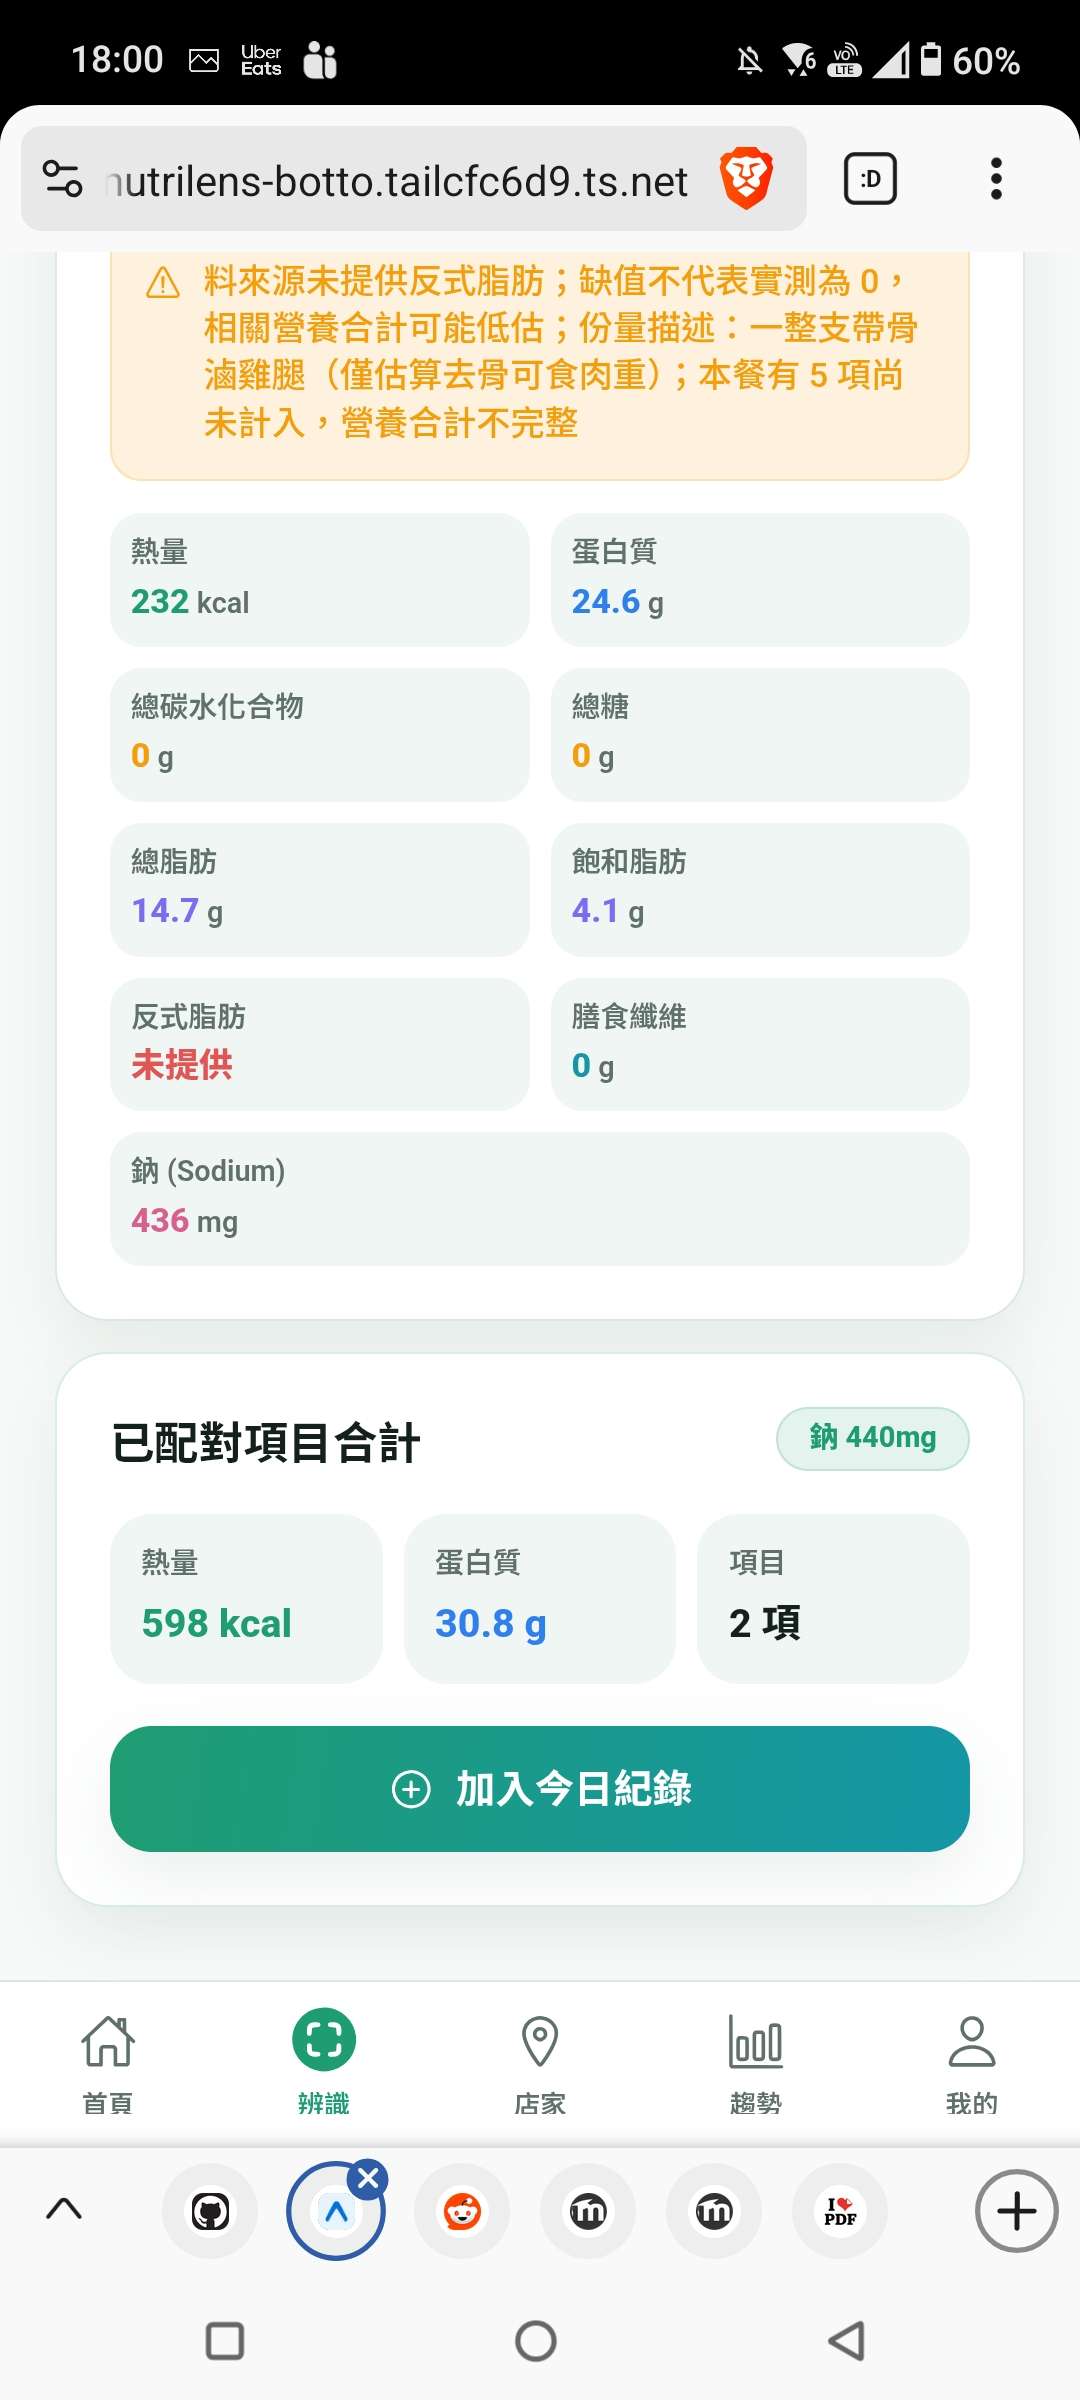 18:00 Uber Eats 6 VO LTE 60%
nutrilens-botto.tailcfc6d9.ts.net :D
料來源未提供反式脂肪；缺值不代表實測為 0，
相關營養合計可能低估；份量描述：一整支帶骨
滷雞腿（僅估算去骨可食肉重）；本餐有 5 項尚
未計入，營養合計不完整
熱量 蛋白質
232 kcal 24.6 g
總碳水化合物 總糖
0 g 0 g
總脂肪 飽和脂肪
14.7 g 4.1 g
反式脂肪 膳食纖維
未提供 0 g
鈉 (Sodium)
436 mg
已配對項目合計 鈉 440mg
熱量 蛋白質 項目
598 kcal 30.8 g 2 項
加入今日紀錄
首頁 辨識 店家 趨勢 我的
I PDF